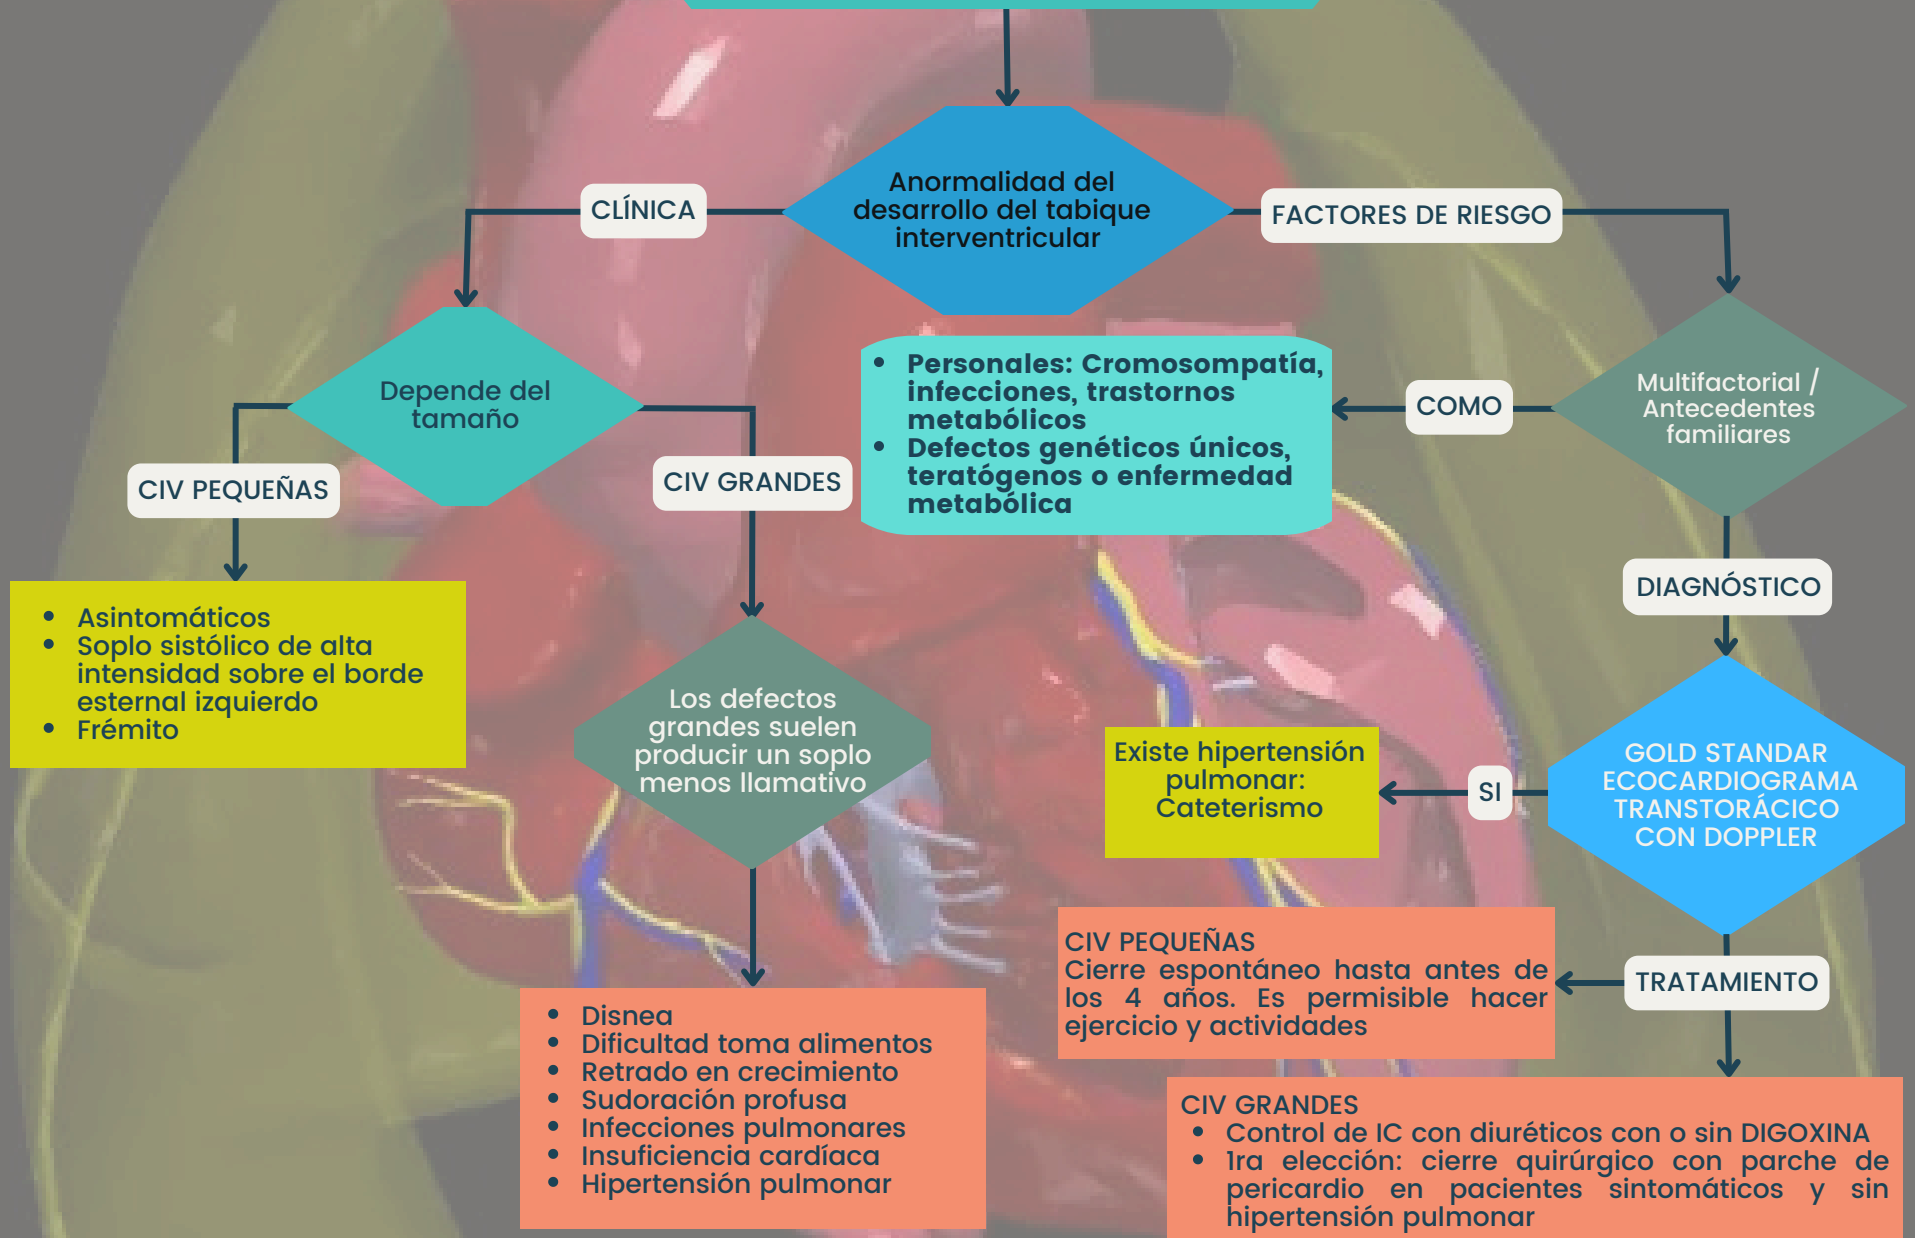 Anormalidad del
desarrollo del tabique
interventricular
CLÍNICA
FACTORES DE RIESGO
Depende del
tamaño
CIV PEQUEÑAS
CIV GRANDES
• Asintomáticos
• Soplo sistólico de alta
intensidad sobre el borde
esternal izquierdo
• Frémito
Los defectos
grandes suelen
producir un soplo
menos llamativo
• Disnea
• Dificultad toma alimentos
• Retrado en crecimiento
• Sudoración profusa
• Infecciones pulmonares
• Insuficiencia cardíaca
• Hipertensión pulmonar
Multifactorial /
Antecedentes
familiares
COMO
• Personales: Cromosompatía,
infecciones, trastornos
metabólicos
• Defectos genéticos únicos,
teratógenos o enfermedad
metabólica
DIAGNÓSTICO
GOLD STANDAR
ECOCARDIOGRAMA
TRANSTORÁCICO
CON DOPPLER
SI
Existe hipertensión
pulmonar:
Cateterismo
TRATAMIENTO
CIV PEQUEÑAS
Cierre espontáneo hasta antes de
los 4 años. Es permisible hacer
ejercicio y actividades
CIV GRANDES
• Control de IC con diuréticos con o sin DIGOXINA
• 1ra elección: cierre quirúrgico con parche de
pericardio en pacientes sintomáticos y sin
hipertensión pulmonar